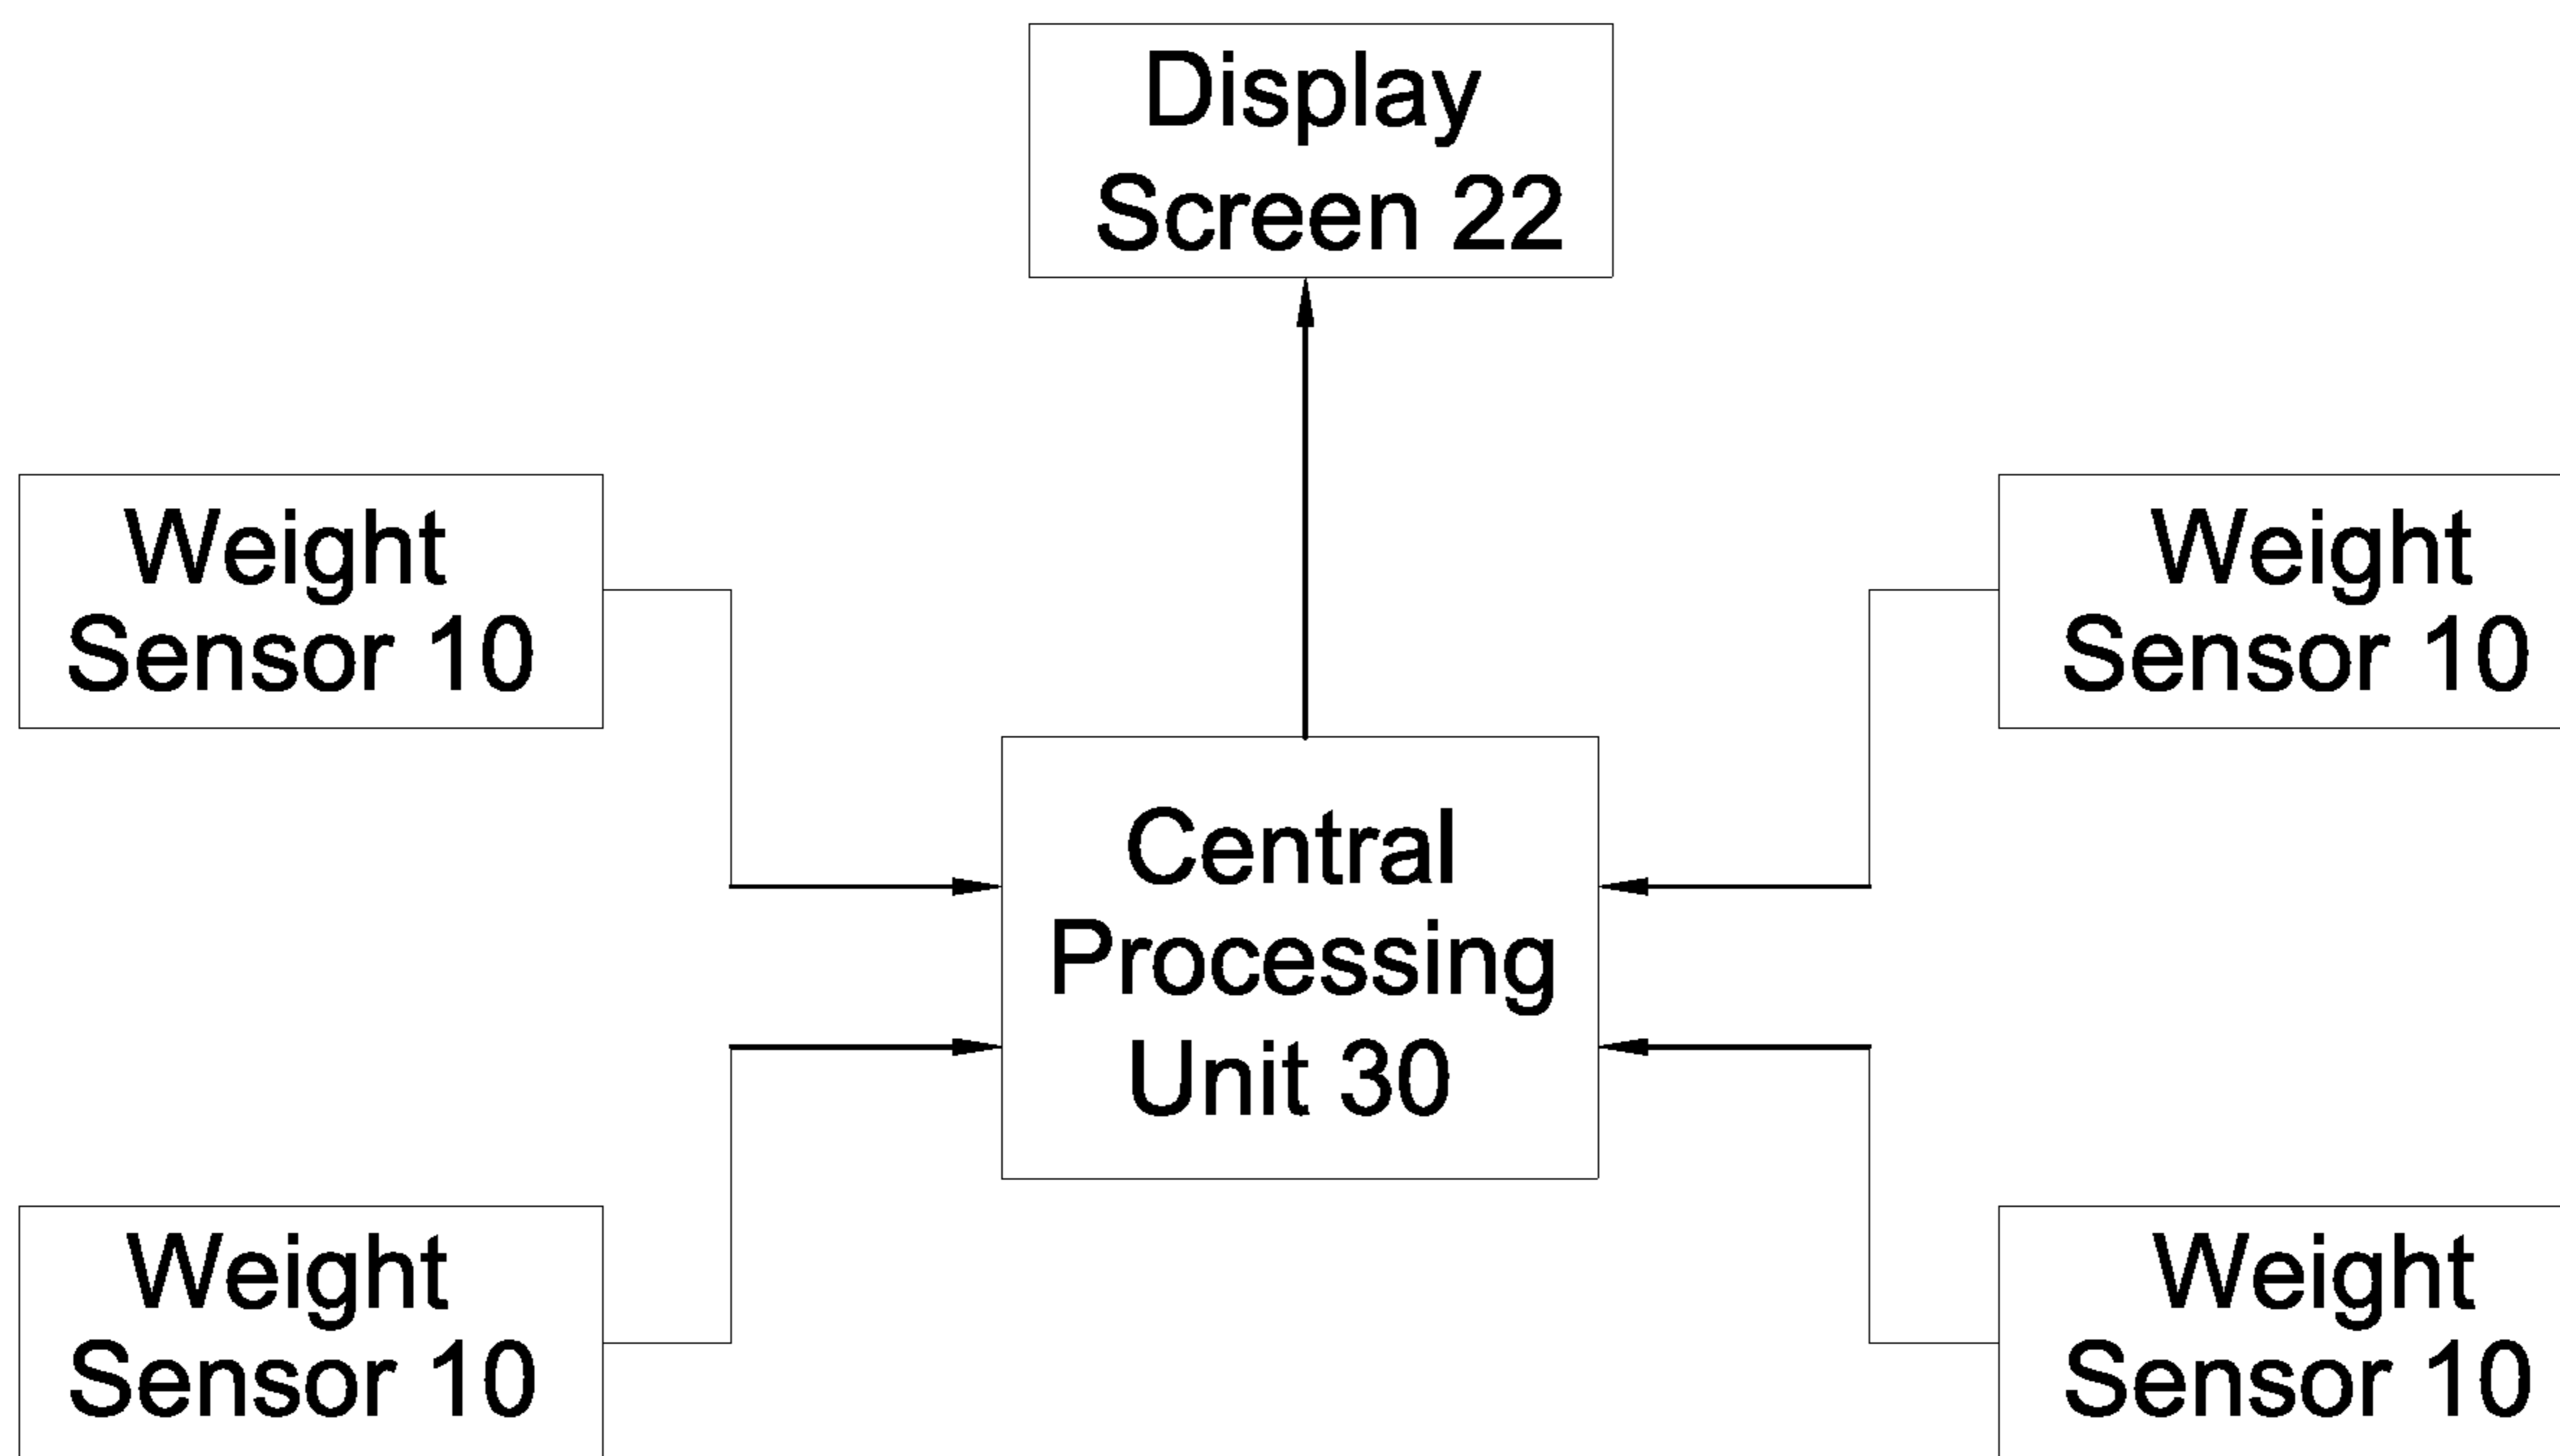 Display
Screen 22
Weight
Sensor 10
Weight
Sensor 10
Central
Processing
Unit 30
Weight
Sensor 10
Weight
Sensor 10